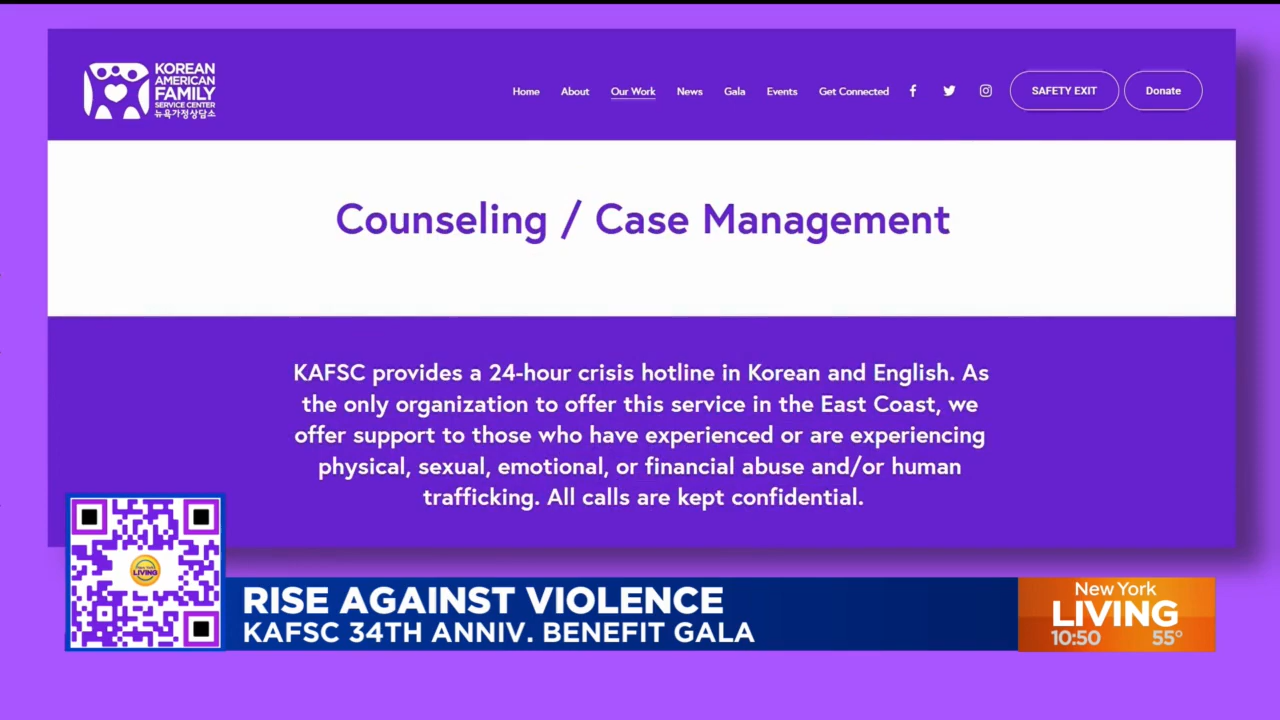 KOREAN
AMERICAN
FAMILY
SERVICE CENTER
뉴욕가정상담소
Home About Our Work News Gala Events Get Connected SAFETY EXIT Donate
Counseling / Case Management
KAFSC provides a 24-hour crisis hotline in Korean and English. As
the only organization to offer this service in the East Coast, we
offer support to those who have experienced or are experiencing
physical, sexual, emotional, or financial abuse and/or human
trafficking. All calls are kept confidential.
New York
LIVING
RISE AGAINST VIOLENCE
KAFSC 34TH ANNIV. BENEFIT GALA
New York
LIVING
10:50 55°